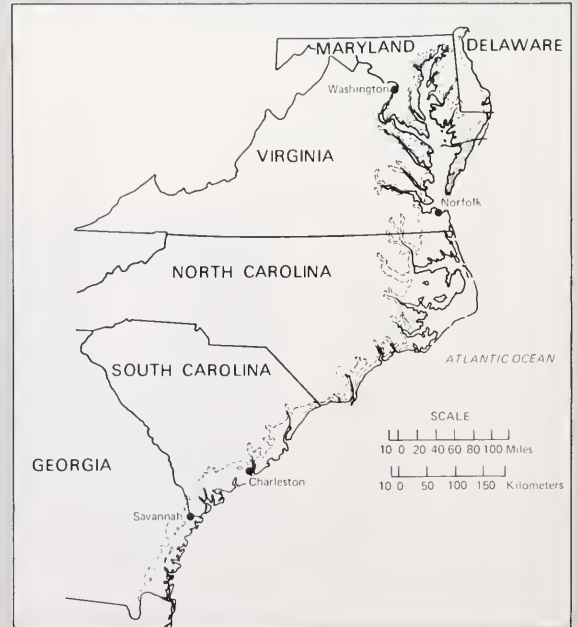 MARYLAND DELAWARE
Washington
VIRGINIA
Norfolk
NORTH CAROLINA
ATLANTIC OCEAN
SOUTH CAROLINA
SCALE
10 0 20 40 60 80 100 Miles
GEORGIA
10 0 50 100 150 Kilometers
Charleston
Savannah